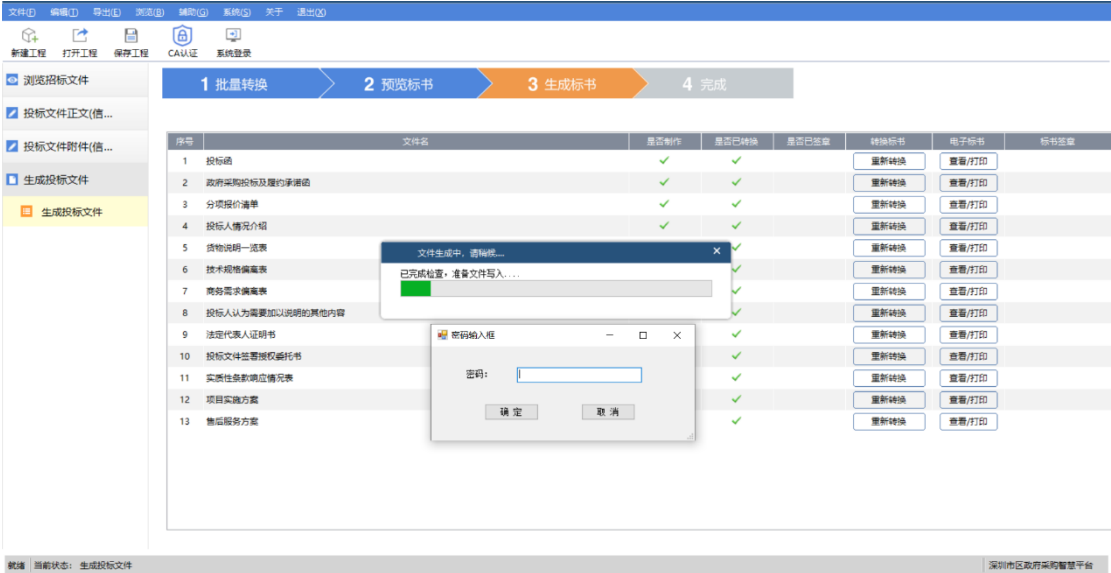 文件(F) 编辑(T) 导出(E) 浏览(B) 辅助(G) 系统(S) 关于 退出(X)
新建工程 打开工程 保存工程 CA认证 系统登录
浏览招标文件
投标文件正文(信...
投标文件附件(信...
生成投标文件
生成投标文件
1 批量转换 2 预览标书 3 生成标书 4 完成
序号 文件名 是否制作 是否已转换 是否已签章 转换标书 电子标书 标书签章
1 投标函 重新转换 查看/打印
2 政府采购投标及履约承诺函 重新转换 查看/打印
3 分项报价清单 重新转换 查看/打印
4 投标人情况介绍 重新转换 查看/打印
5 货物说明一览表 重新转换 查看/打印
6 技术规格偏离表 重新转换 查看/打印
7 商务需求偏离表 重新转换 查看/打印
8 投标人认为需要加以说明的其他内容 重新转换 查看/打印
9 法定代表人证明书 重新转换 查看/打印
10 投标文件签署授权委托书 重新转换 查看/打印
11 实质性条款响应情况表 重新转换 查看/打印
12 项目实施方案 重新转换 查看/打印
13 售后服务方案 重新转换 查看/打印
文件生成中，请稍候...
已完成检查，准备文件写入....
密码输入框
密码：
确定 取消
就绪 当前状态： 生成投标文件 深圳市区政府采购智慧平台